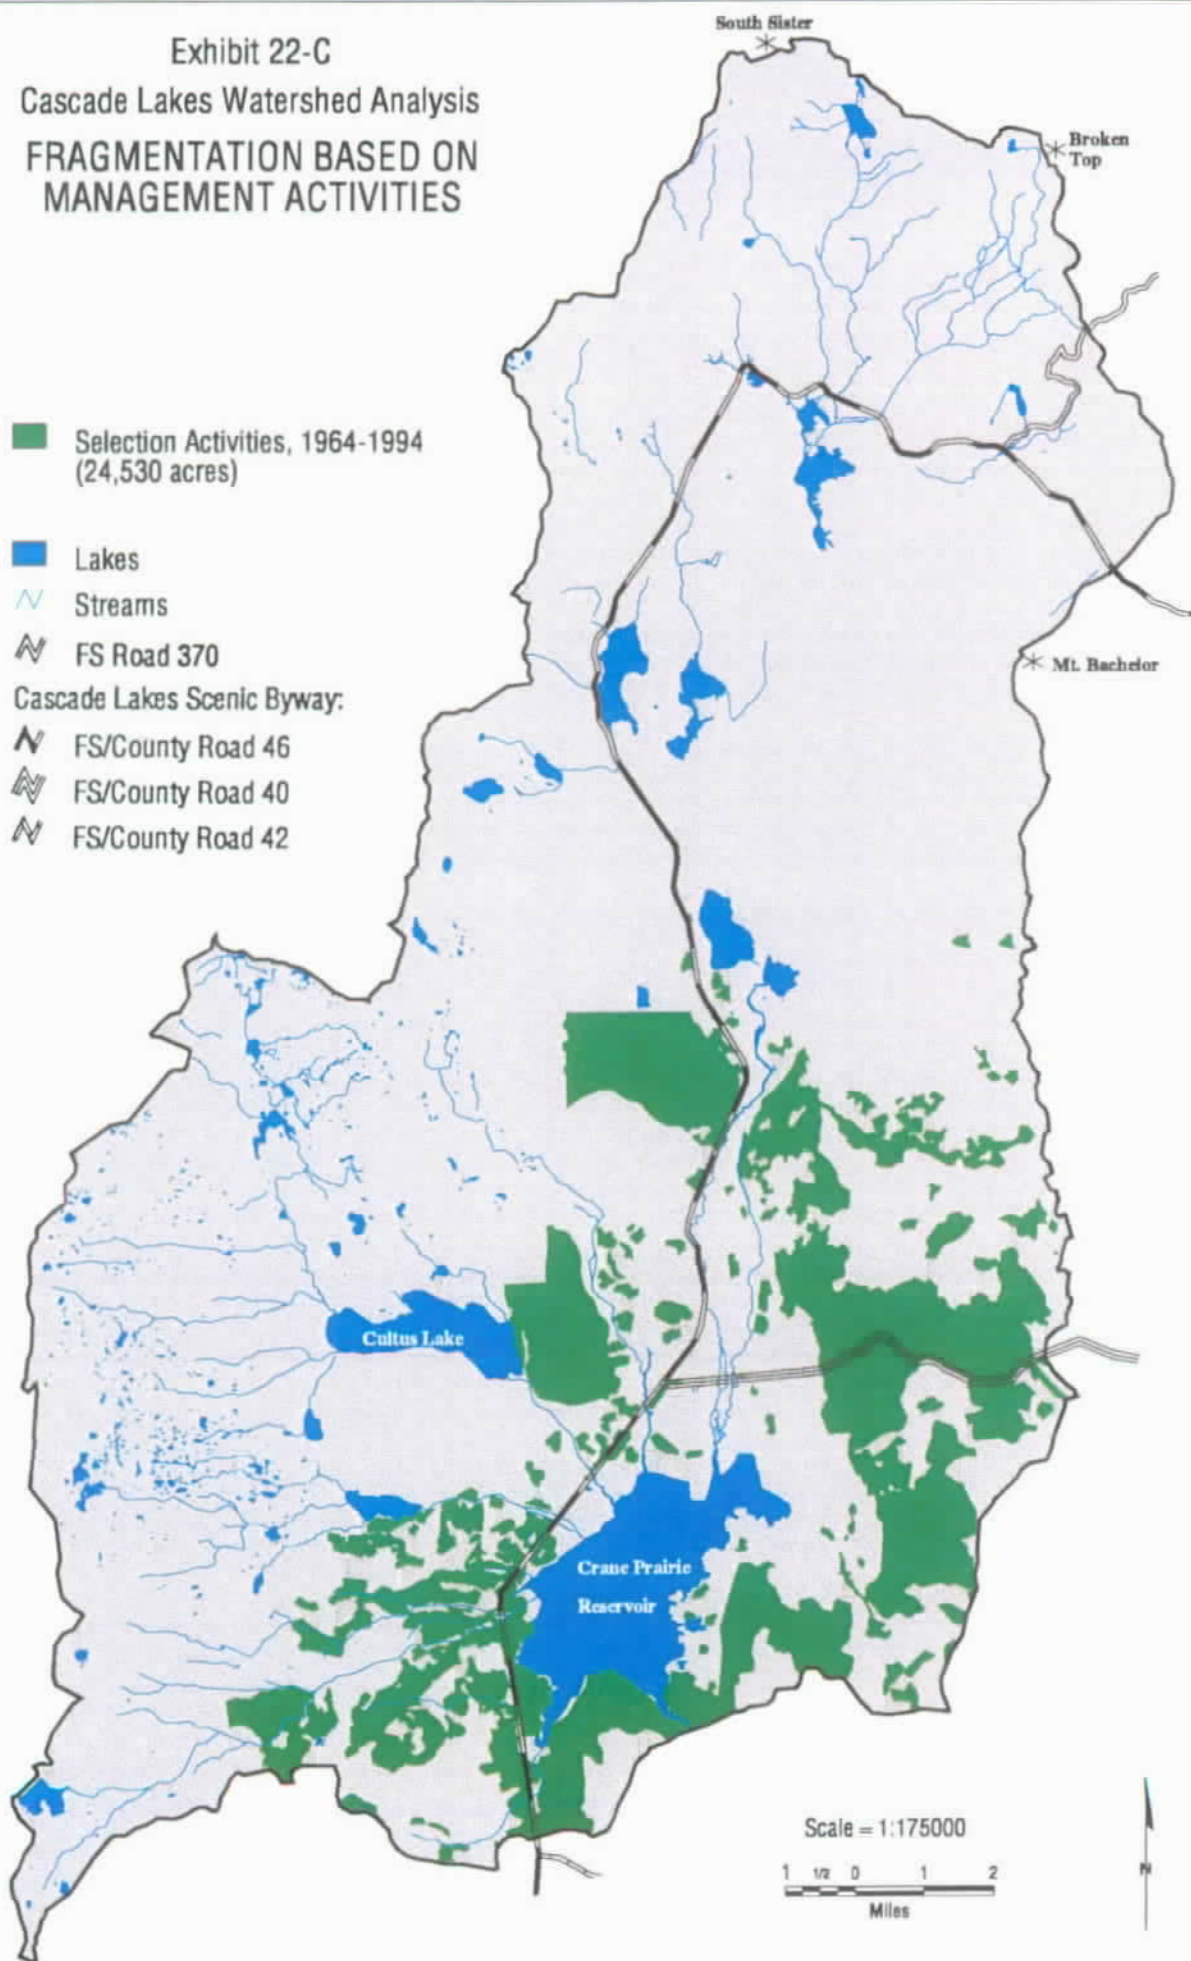 Exhibit 22-C
Cascade Lakes Watershed Analysis
FRAGMENTATION BASED ON
MANAGEMENT ACTIVITIES
South Sister
Broken
Top
Selection Activities, 1964-1994
(24,530 acres)
Lakes
Streams
FS Road 370
Cascade Lakes Scenic Byway:
FS/County Road 46
FS/County Road 40
FS/County Road 42
Mt. Bachelor
Cultus Lake
Crane Prairie
Reservoir
Scale = 1:175000
1 1/2 0 1 2
Miles
N